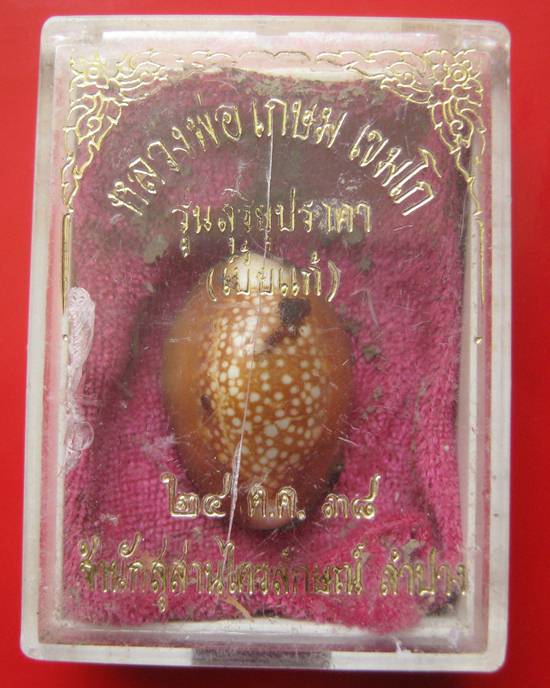 หลวงพ่อ เกษม เขมโก
รุ่นสุริยุปราคา
(เบี้ยแก้)
๒๔ ต.ค. ๓๘
สำนักสุสานไตรลักษณ์ ลำปาง